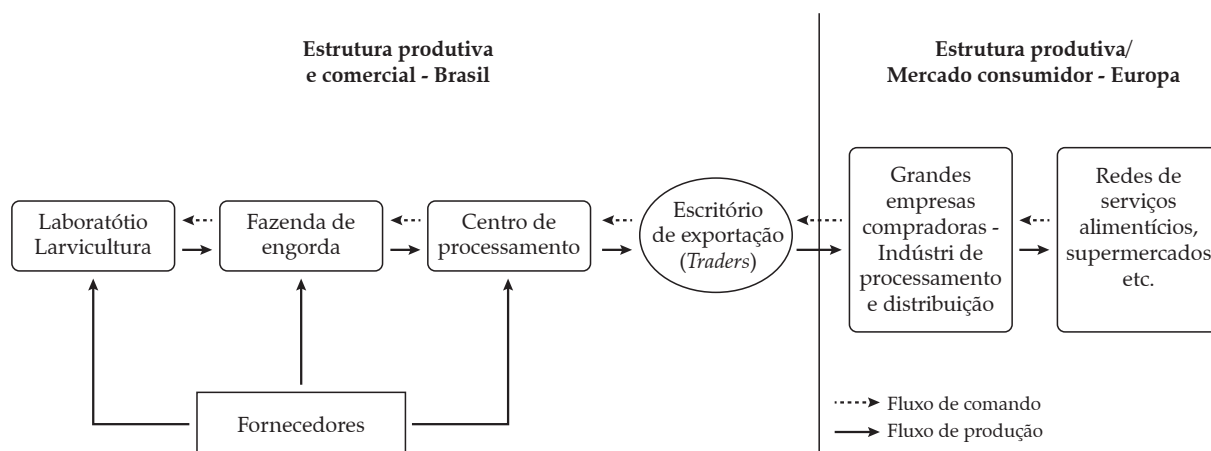 Estrutura produtiva
e comercial - Brasil
Estrutura produtiva/
Mercado consumidor - Europa
Laboratótio
Larvicultura
Fazenda de
engorda
Centro de
processamento
Escritório
de exportação
(Traders)
Grandes
empresas
compradoras -
Indústri de
processamento
e distribuição
Redes de
serviços
alimentícios,
supermercados
etc.
Fornecedores
Fluxo de comando
Fluxo de produção